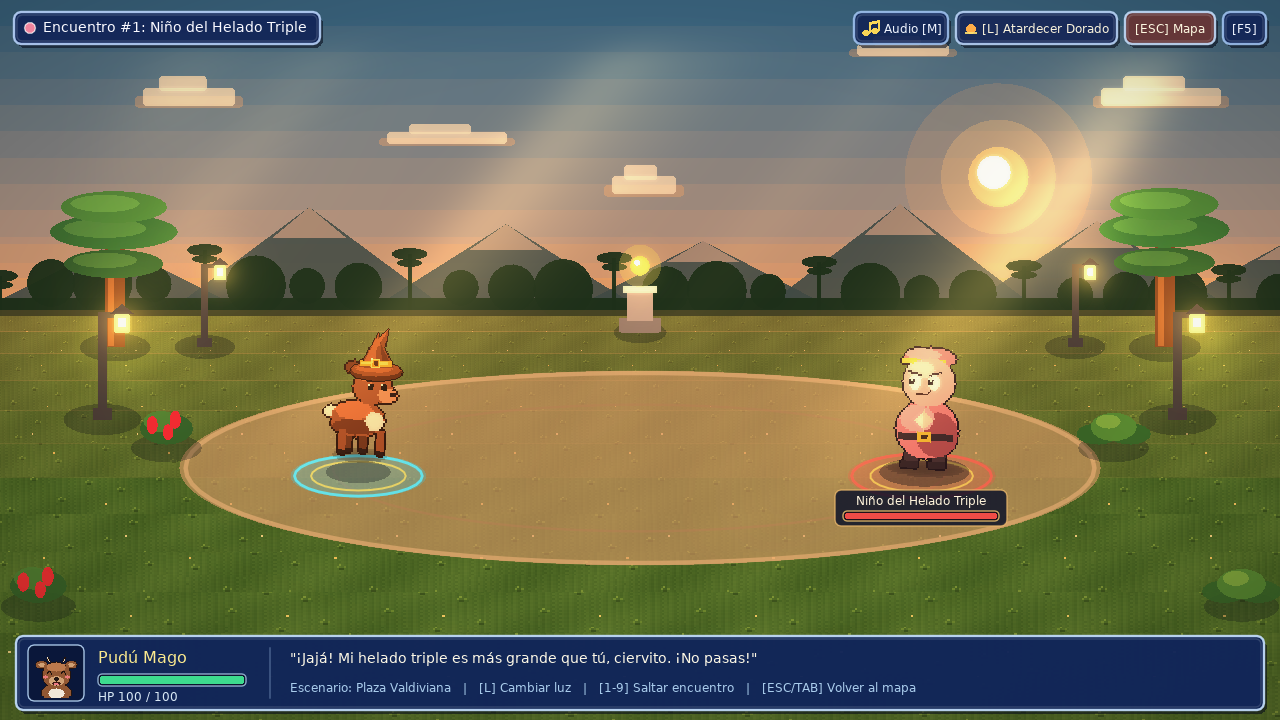 Encuentro #1: Niño del Helado Triple
Audio [M]
[L] Atardecer Dorado
[ESC] Mapa
[F5]
Niño del Helado Triple
Pudú Mago
HP 100 / 100
"¡Jajá! Mi helado triple es más grande que tú, ciervito. ¡No pasas!"
Escenario: Plaza Valdiviana | [L] Cambiar luz | [1-9] Saltar encuentro | [ESC/TAB] Volver al mapa